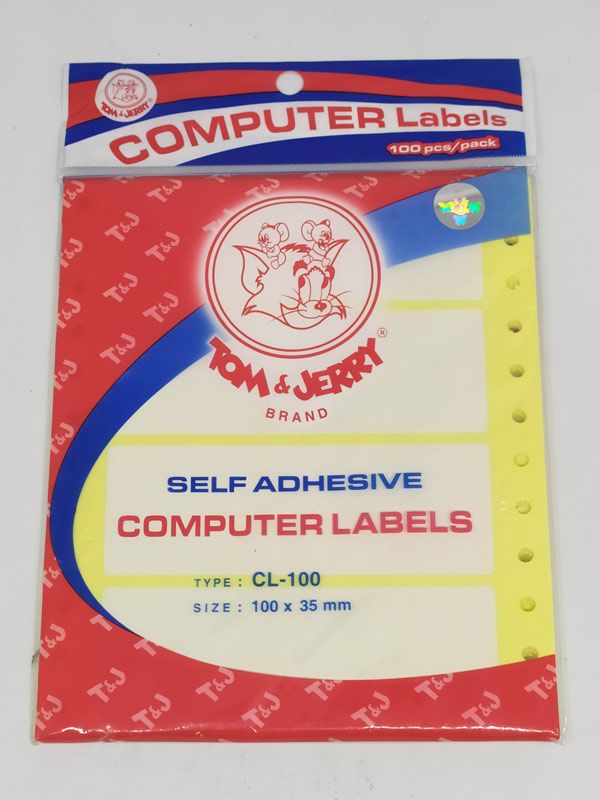 TOM & JERRY
COMPUTER Labels
100 pcs/pack
T&J
T&J
T&J
T&J
T&J
T&J
TOM & JERRY ®
BRAND
SELF ADHESIVE
COMPUTER LABELS
TYPE : CL-100
SIZE : 100 x 35 mm
T&J
T&J
T&J
T&J
T&J
T&J
T&J
T&J